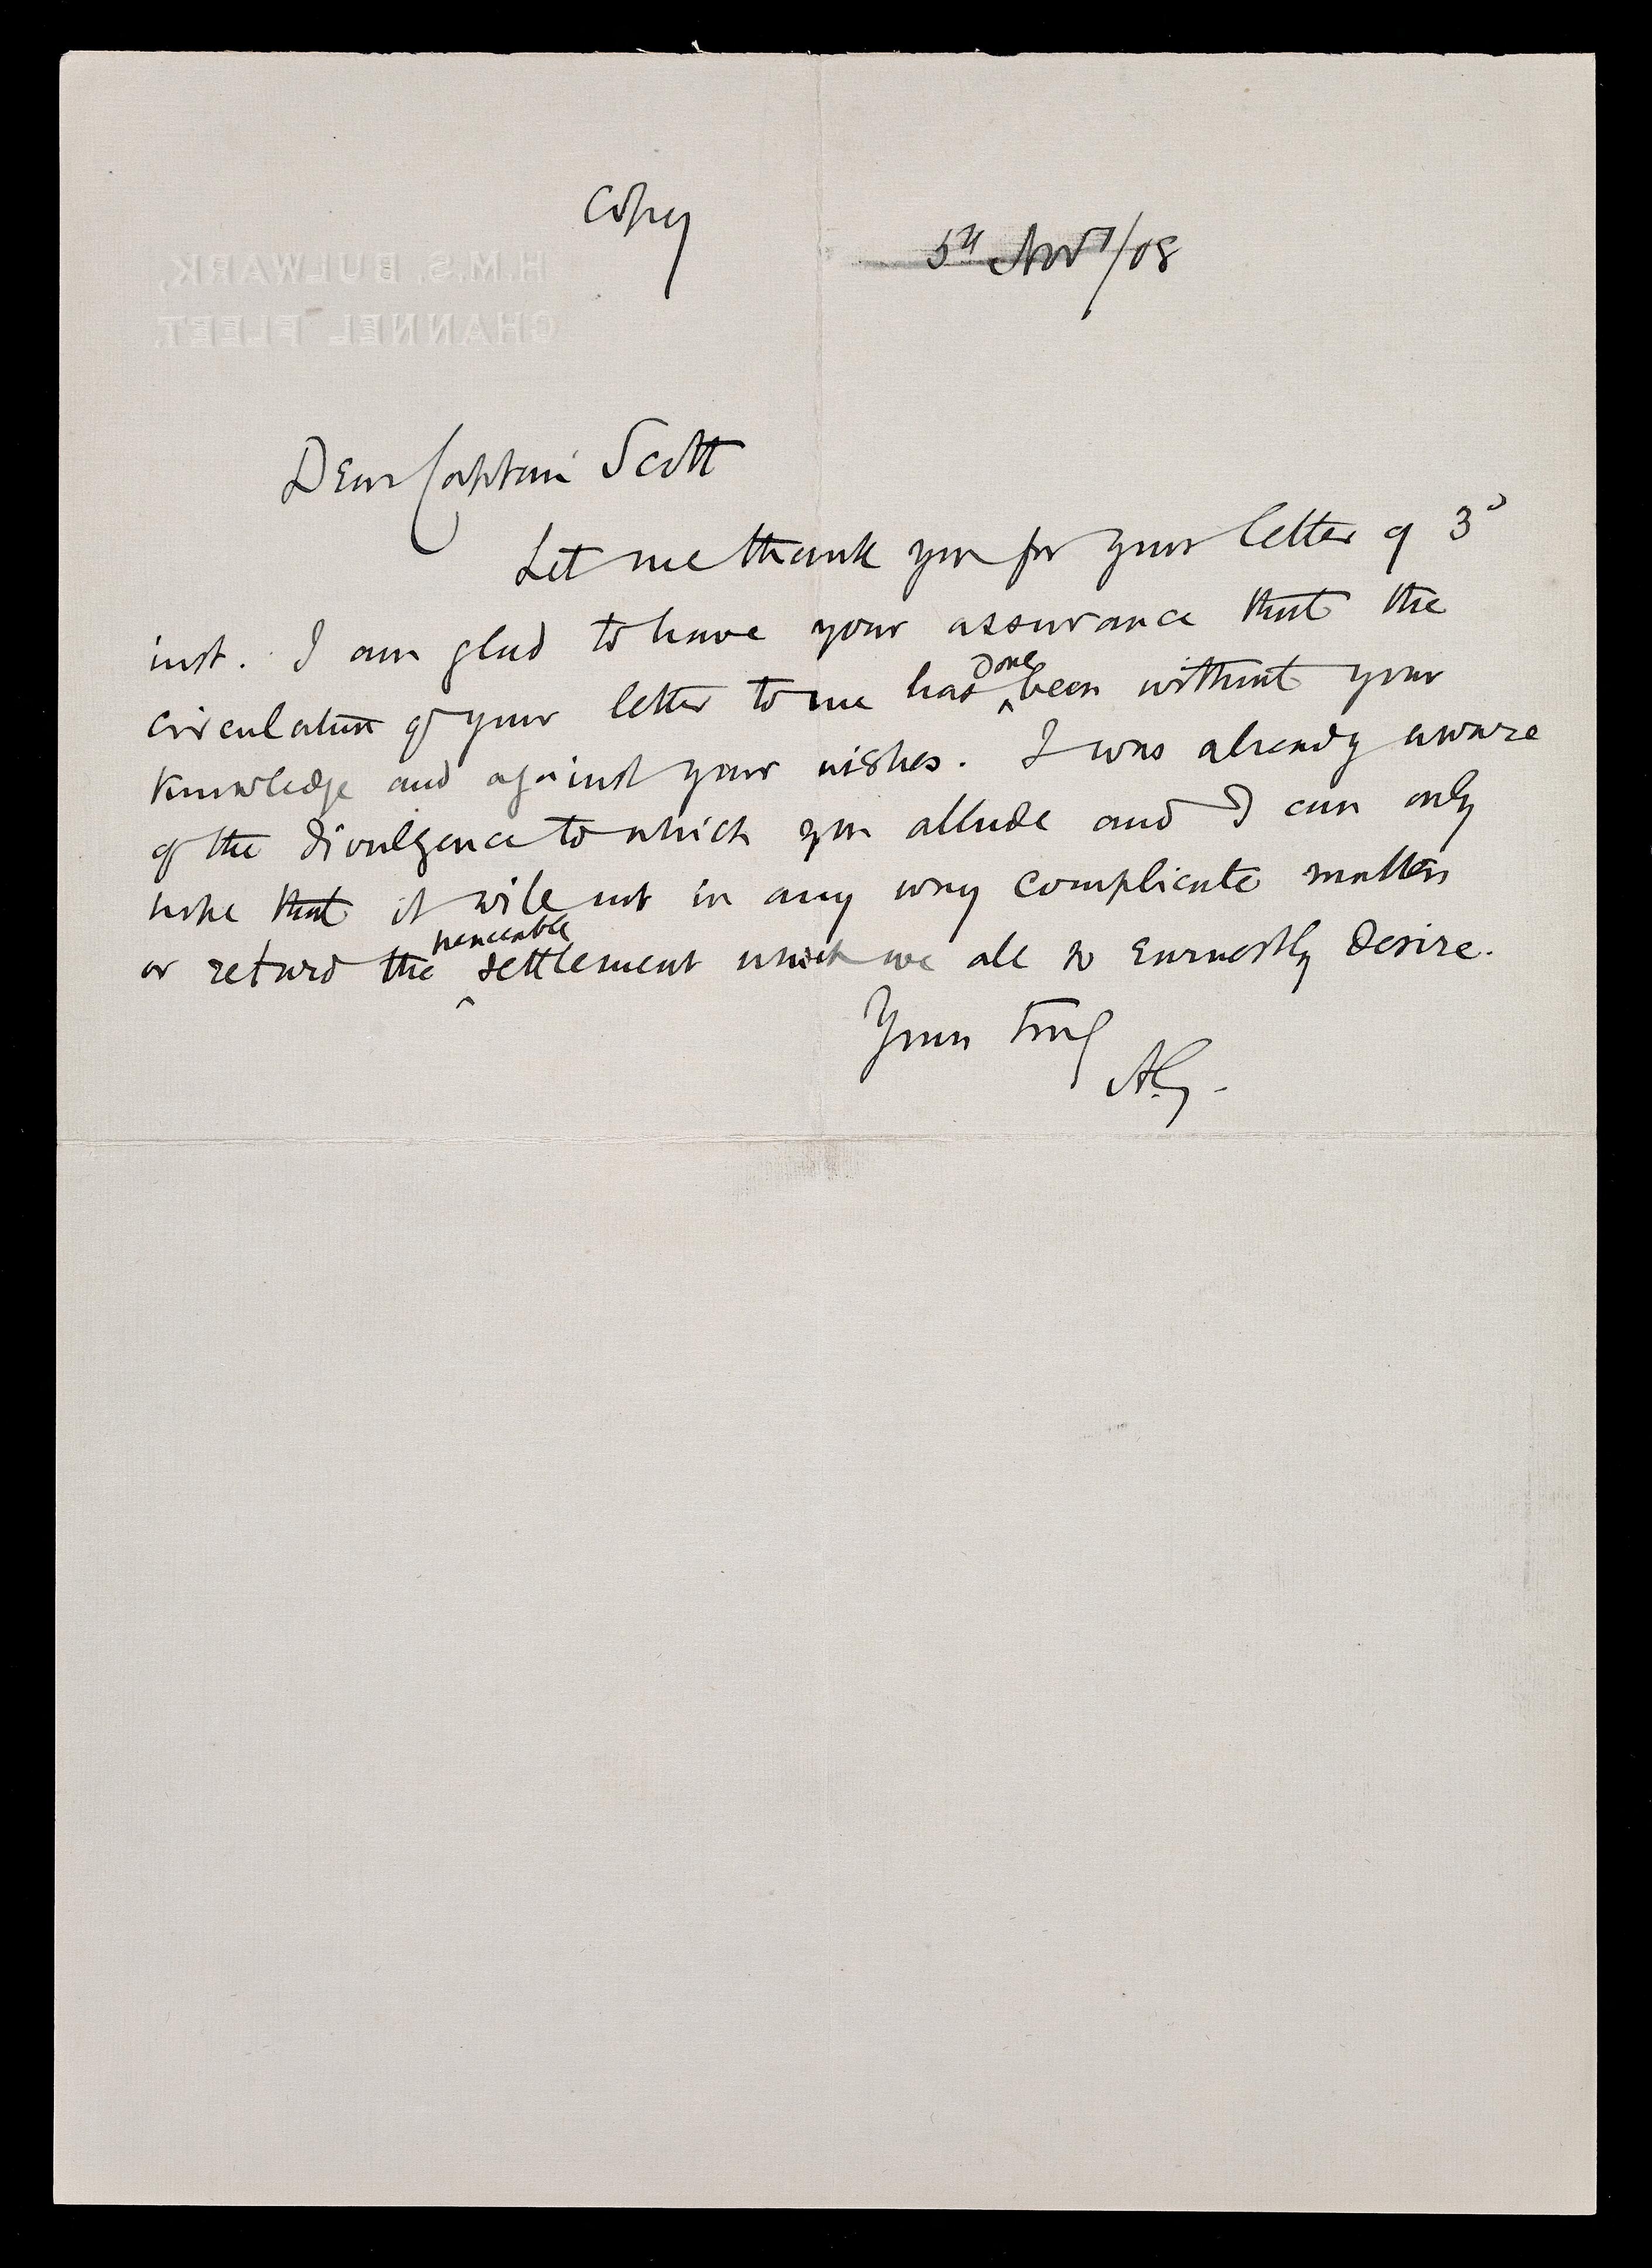 Copy
5th Novr/08
H.M.S. BULWARK,
CHANNEL FLEET.
Dear Captain Scott
Let me thank you for your letter of 3d
inst. I am glad to have your assurance that the
done
circulation of your letter to me has ^ been without your
knowledge and against your wishes. I was already aware
of the divulgence to which you allude and I can only
hope that it will not in any way complicate matters
peaceable
or retard the ^ settlement which we all so earnestly desire.
Yours truly